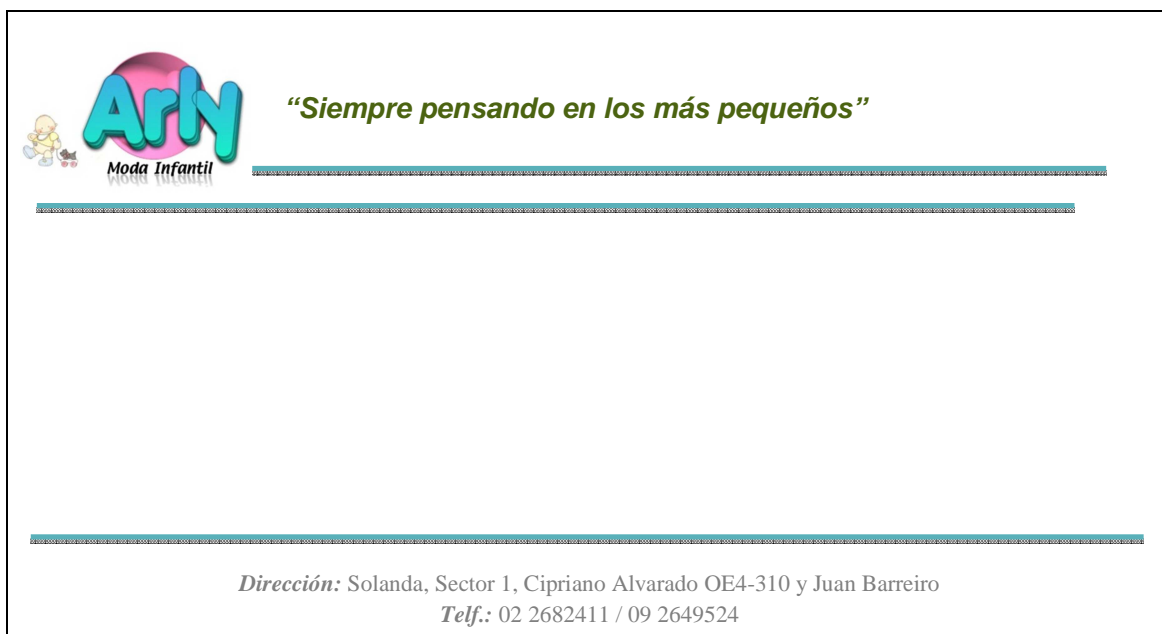 Arly
Moda Infantil
“Siempre pensando en los más pequeños”
Dirección: Solanda, Sector 1, Cipriano Alvarado OE4-310 y Juan Barreiro
Telf.: 02 2682411 / 09 2649524